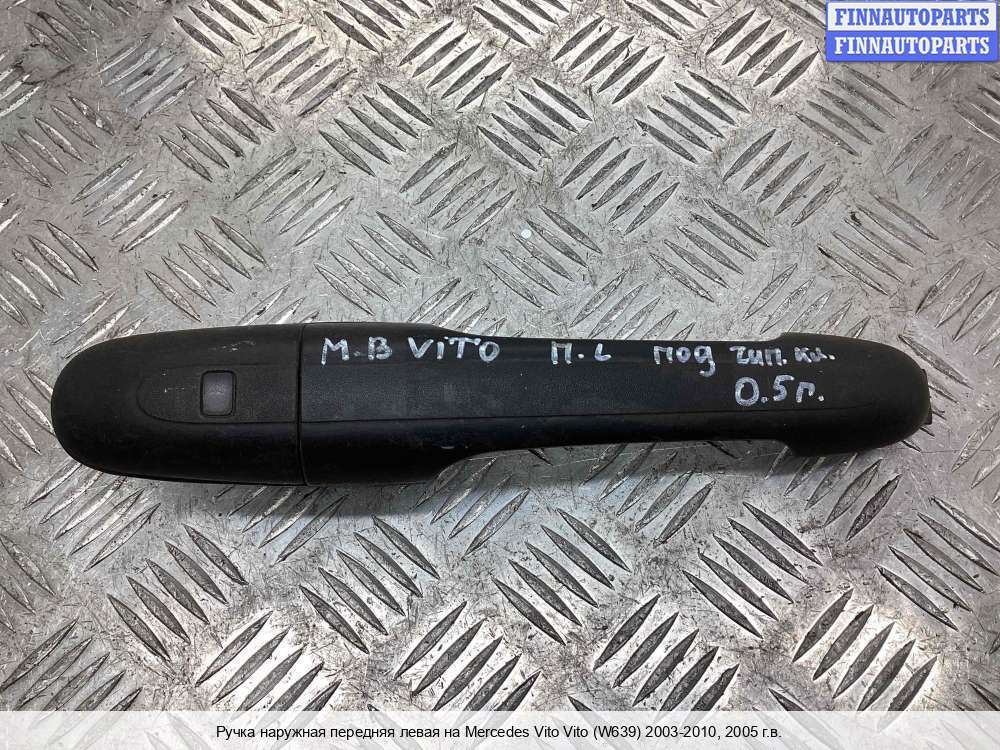 FINNAUTOPARTS
FINNAUTOPARTS
M.B VITO П.L под чип.кл.
0.5г.
Ручка наружная передняя левая на Mercedes Vito Vito (W639) 2003-2010, 2005 г.в.